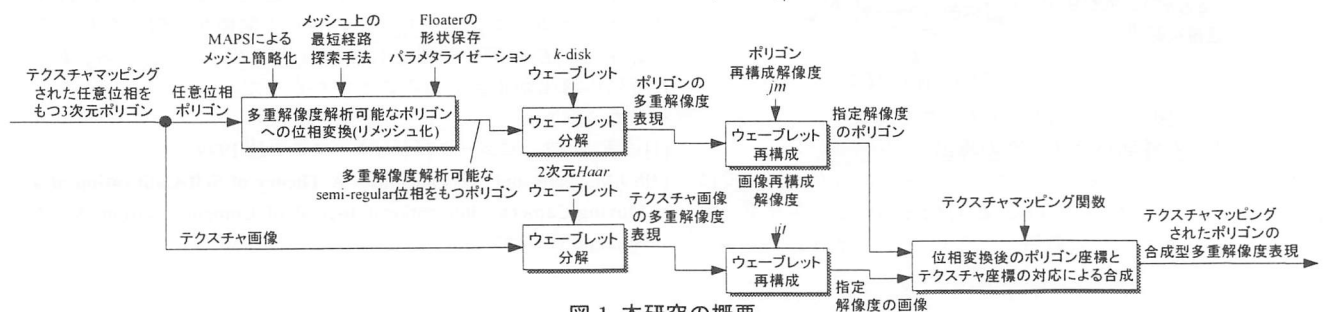 テクスチャマッピング
された任意位相を
もつ3次元ポリゴン
任意位相
ポリゴン
MAPSによる
メッシュ簡略化
メッシュ上の
最短経路
探索手法
Floaterの
形状保存
パラメタライゼーション
多重解像度解析可能なポリゴン
への位相変換(リメッシュ化)
多重解像度解析可能な
semi-regular位相をもつポリゴン
k-disk
ウェーブレット
ウェーブレット
分解
ポリゴンの
多重解像度
表現
ポリゴン
再構成解像度
jm
ウェーブレット
再構成
指定解像度
のポリゴン
テクスチャ画像
2次元Haar
ウェーブレット
ウェーブレット
分解
テクスチャ画像
の多重解像度
表現
画像再構成
解像度
jt
ウェーブレット
再構成
指定
解像度の画像
テクスチャマッピング関数
位相変換後のポリゴン座標と
テクスチャ座標の対応による合成
テクスチャマッピング
されたポリゴンの
合成型多重解像度表現
図1 本研究の概要